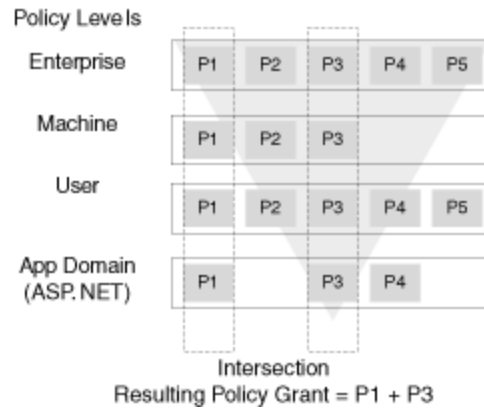 Policy Levels
Enterprise P1 P2 P3 P4 P5
Machine P1 P2 P3
User P1 P2 P3 P4 P5
App Domain
(ASP.NET) P1 P3 P4
Intersection
Resulting Policy Grant = P1 + P3